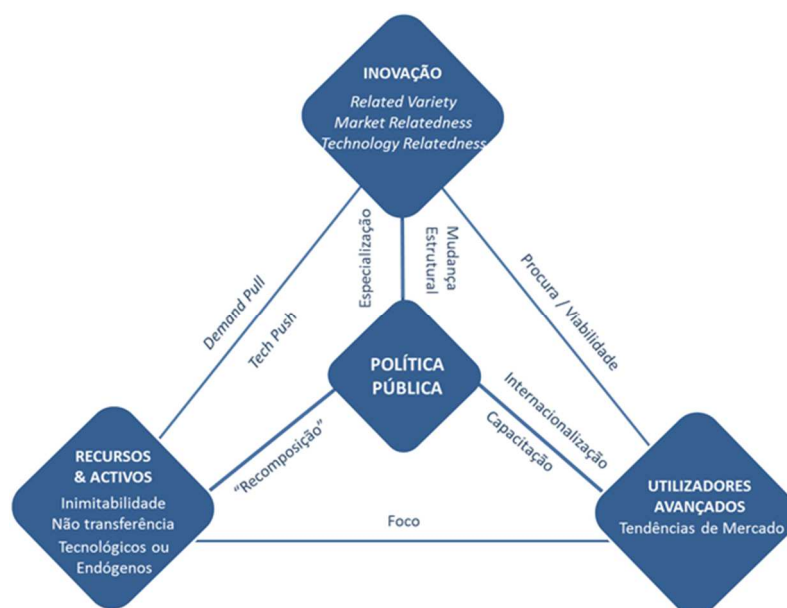 INOVAÇÃO
Related Variety
Market Relatedness
Technology Relatedness
Demand Pull
Tech Push
Especialização
Mudança
Estrutural
Procura / Viabilidade
POLÍTICA
PÚBLICA
"Recomposição”
Internacionalização
Capacitação
RECURSOS
& ACTIVOS
Inimitabilidade
Não transferência
Tecnológicos ou
Endógenos
Foco
UTILIZADORES
AVANÇADOS
Tendências de Mercado